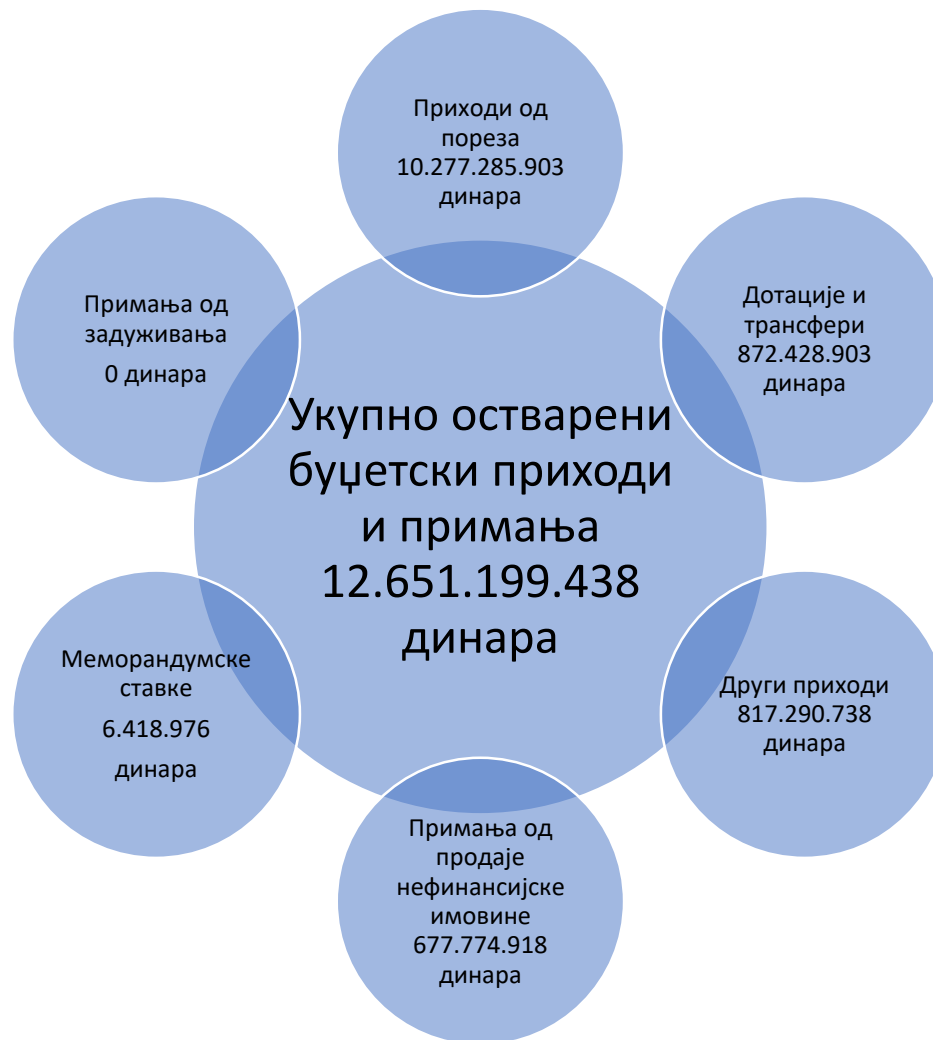 Приходи од
пореза
10.277.285.903
динара
Дотације и
трансфери
872.428.903
динара
Други приходи
817.290.738
динара
Примања од
продаје
нефинансијске
имовине
677.774.918
динара
Меморандумске
ставке
6.418.976
динара
Примања од
задуживања
0 динара
Укупно остварени
буџетски приходи
и примања
12.651.199.438
динара